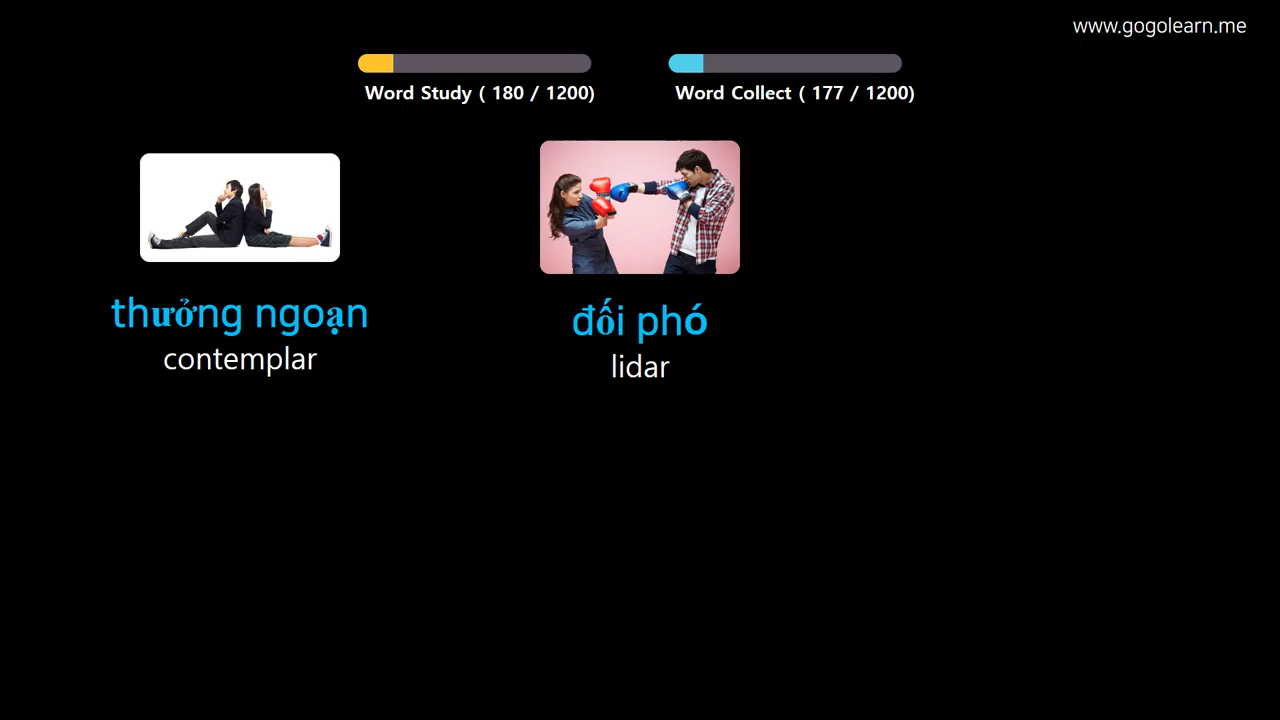 www.gogolearn.me
Word Study ( 180 / 1200)
Word Collect ( 177 / 1200)
thưởng ngoạn
contemplar
đối phó
lidar